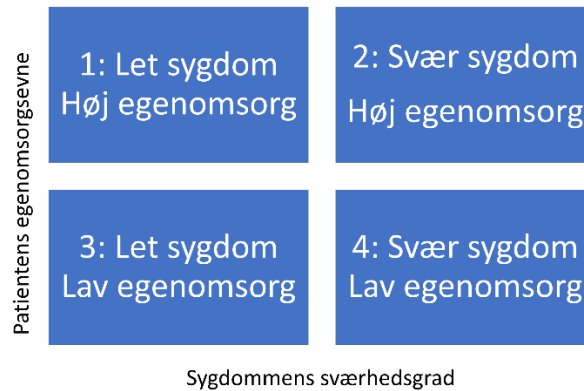 1: Let sygdom
Høj egenomsorg
2: Svær sygdom
Høj egenomsorg
3: Let sygdom
Lav egenomsorg
4: Svær sygdom
Lav egenomsorg
Patientens egenomsorgsevne
Sygdommens sværhedsgrad